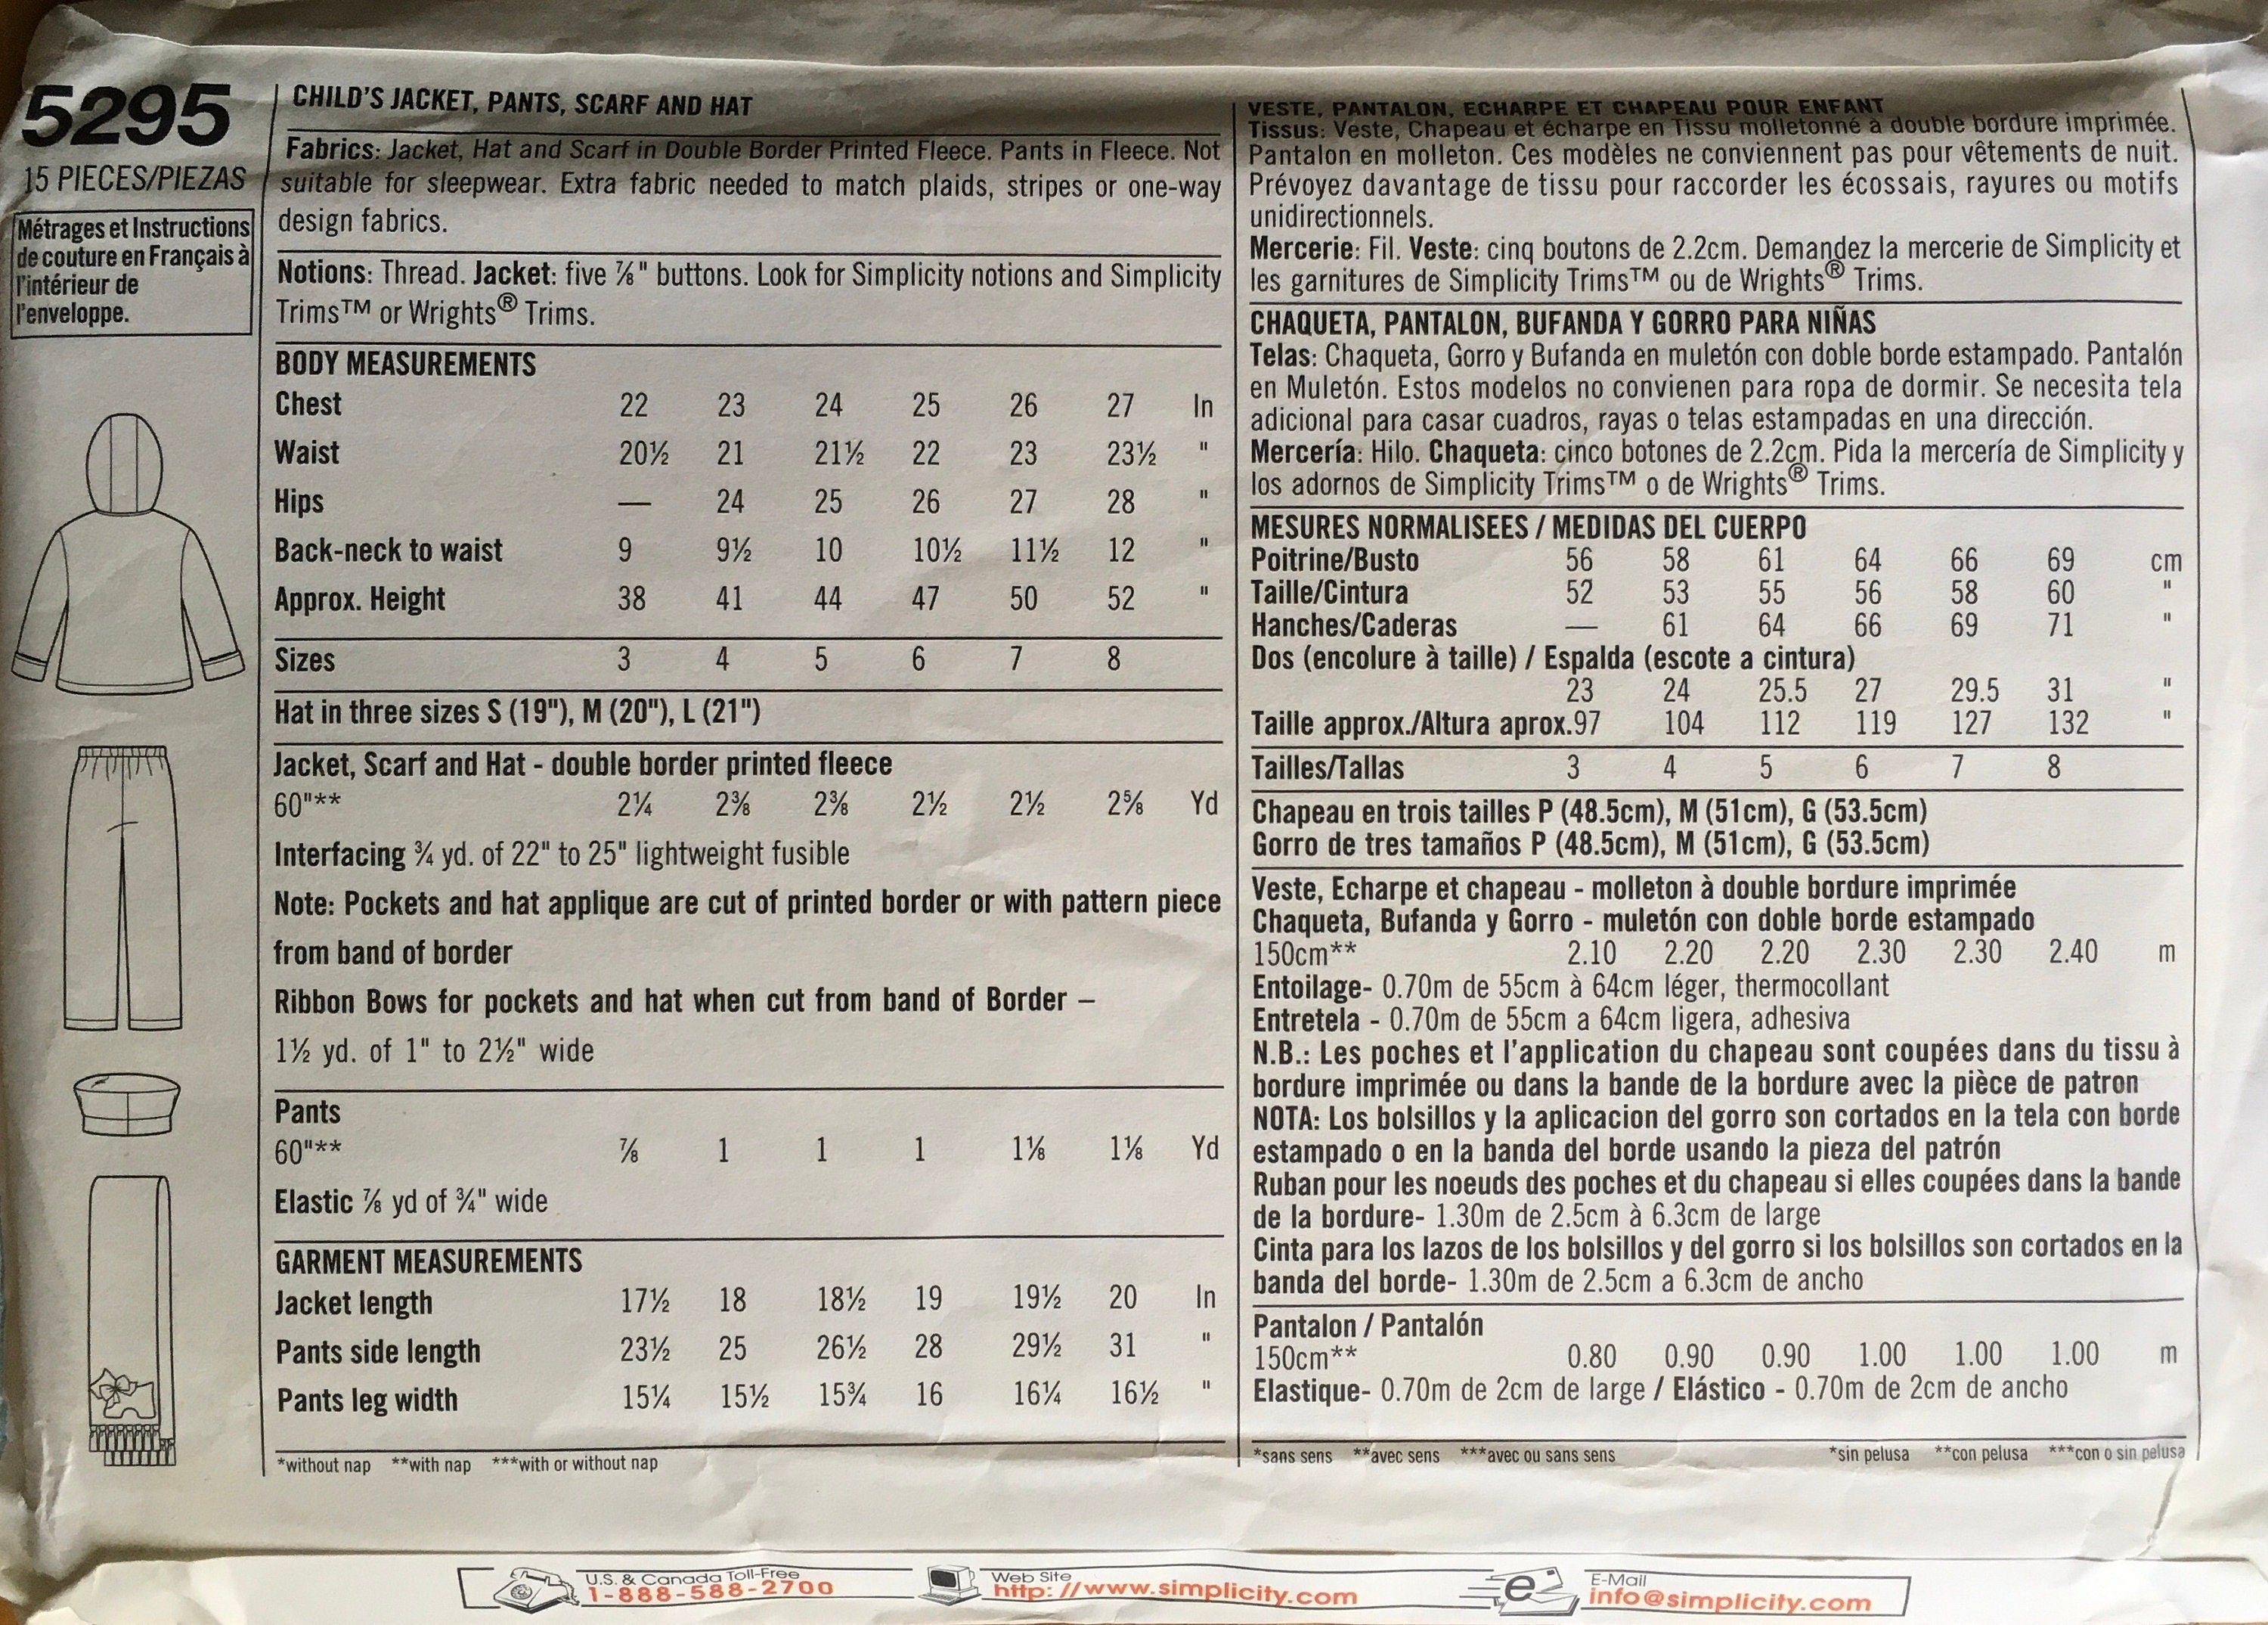 5295
15 PIECES/PIEZAS
Métrages et Instructions
de couture en Français à
l'intérieur de
l'enveloppe.
CHILD'S JACKET, PANTS, SCARF AND HAT
Fabrics: Jacket, Hat and Scarf in Double Border Printed Fleece. Pants in Fleece. Not
suitable for sleepwear. Extra fabric needed to match plaids, stripes or one-way
design fabrics.
Notions: Thread. Jacket: five ⅞" buttons. Look for Simplicity notions and Simplicity
Trims™ or Wrights® Trims.
BODY MEASUREMENTS
Chest 22 23 24 25 26 27 In
Waist 20½ 21 21½ 22 23 23½ "
Hips — 24 25 26 27 28 "
Back-neck to waist 9 9½ 10 10½ 11½ 12 "
Approx. Height 38 41 44 47 50 52 "
Sizes 3 4 5 6 7 8
Hat in three sizes S (19"), M (20"), L (21")
Jacket, Scarf and Hat - double border printed fleece
60"** 2¼ 2⅜ 2⅜ 2½ 2½ 2⅝ Yd
Interfacing ¾ yd. of 22" to 25" lightweight fusible
Note: Pockets and hat applique are cut of printed border or with pattern piece
from band of border
Ribbon Bows for pockets and hat when cut from band of Border –
1½ yd. of 1" to 2½" wide
Pants
60"** ⅞ 1 1 1 1⅛ 1⅛ Yd
Elastic ⅞ yd of ¾" wide
GARMENT MEASUREMENTS
Jacket length 17½ 18 18½ 19 19½ 20 In
Pants side length 23½ 25 26½ 28 29½ 31 "
Pants leg width 15¼ 15½ 15¾ 16 16¼ 16½ "
*without nap **with nap ***with or without nap
VESTE, PANTALON, ECHARPE ET CHAPEAU POUR ENFANT
Tissus: Veste, Chapeau et écharpe en Tissu molletonné à double bordure imprimée.
Pantalon en molleton. Ces modèles ne conviennent pas pour vêtements de nuit.
Prévoyez davantage de tissu pour raccorder les écossais, rayures ou motifs
unidirectionnels.
Mercerie: Fil. Veste: cinq boutons de 2.2cm. Demandez la mercerie de Simplicity et
les garnitures de Simplicity Trims™ ou de Wrights® Trims.
CHAQUETA, PANTALON, BUFANDA Y GORRO PARA NIÑAS
Telas: Chaqueta, Gorro y Bufanda en muletón con doble borde estampado. Pantalón
en Muletón. Estos modelos no convienen para ropa de dormir. Se necesita tela
adicional para casar cuadros, rayas o telas estampadas en una dirección.
Mercería: Hilo. Chaqueta: cinco botones de 2.2cm. Pida la mercería de Simplicity y
los adornos de Simplicity Trims™ o de Wrights® Trims.
MESURES NORMALISEES / MEDIDAS DEL CUERPO
Poitrine/Busto 56 58 61 64 66 69 cm
Taille/Cintura 52 53 55 56 58 60 "
Hanches/Caderas — 61 64 66 69 71 "
Dos (encolure à taille) / Espalda (escote a cintura)
23 24 25.5 27 29.5 31 "
Taille approx./Altura aprox.97 104 112 119 127 132 "
Tailles/Tallas 3 4 5 6 7 8
Chapeau en trois tailles P (48.5cm), M (51cm), G (53.5cm)
Gorro de tres tamaños P (48.5cm), M (51cm), G (53.5cm)
Veste, Echarpe et chapeau - molleton à double bordure imprimée
Chaqueta, Bufanda y Gorro - muletón con doble borde estampado
150cm** 2.10 2.20 2.20 2.30 2.30 2.40 m
Entoilage- 0.70m de 55cm à 64cm léger, thermocollant
Entretela - 0.70m de 55cm a 64cm ligera, adhesiva
N.B.: Les poches et l'application du chapeau sont coupées dans du tissu à
bordure imprimée ou dans la bande de la bordure avec la pièce de patron
NOTA: Los bolsillos y la aplicacion del gorro son cortados en la tela con borde
estampado o en la banda del borde usando la pieza del patrón
Ruban pour les noeuds des poches et du chapeau si elles coupées dans la bande
de la bordure- 1.30m de 2.5cm à 6.3cm de large
Cinta para los lazos de los bolsillos y del gorro si los bolsillos son cortados en la
banda del borde- 1.30m de 2.5cm a 6.3cm de ancho
Pantalon / Pantalón
150cm** 0.80 0.90 0.90 1.00 1.00 1.00 m
Elastique- 0.70m de 2cm de large / Elástico - 0.70m de 2cm de ancho
*sans sens **avec sens ***avec ou sans sens *sin pelusa **con pelusa ***con o sin pelusa
U.S. & Canada Toll-Free
1-888-588-2700
Web Site
http://www.simplicity.com
e
E-Mail
info@simplicity.com